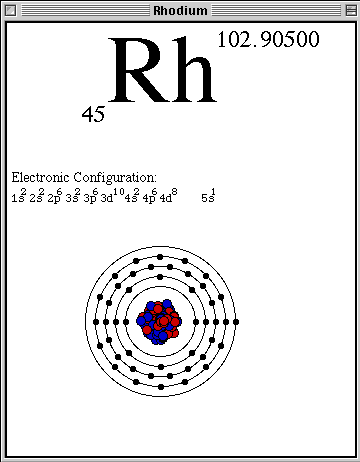 Rhodium
Rh 102.90500
45
Electronic Configuration:
1s² 2s² 2p⁶ 3s² 3p⁶ 3d¹⁰ 4s² 4p⁶ 4d⁸ 5s¹